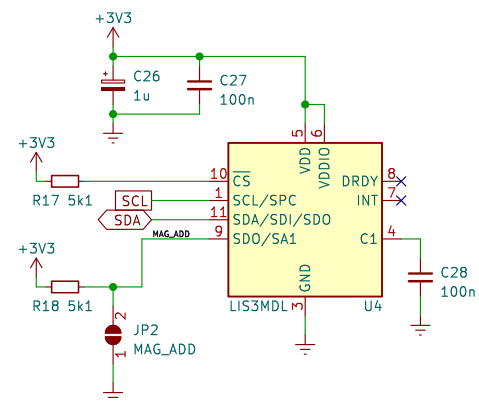 +3V3
C26
1u
C27
100n
+3V3
R17 5k1
SCL
SDA
MAG_ADD
+3V3
R18 5k1
2
JP2
1
MAG_ADD
5
6
VDD
VDDIO
10
CS
1
SCL/SPC
11
SDA/SDI/SDO
9
SDO/SA1
DRDY
8
INT
7
C1
4
GND
3
LIS3MDL
U4
C28
100n